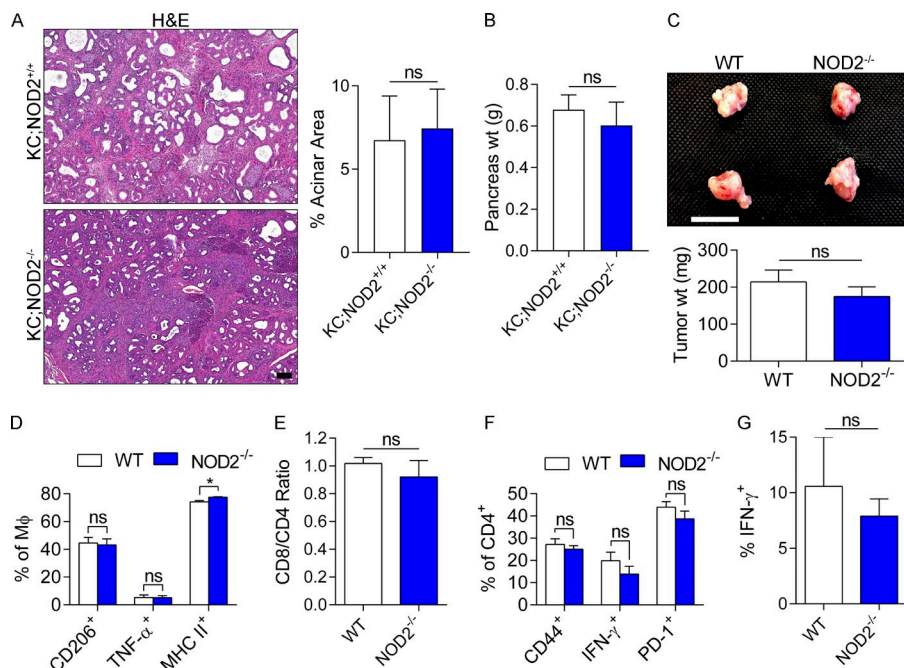 A
H&E
KC;NOD2+/+
KC;NOD2-/-
% Acinar Area
10
5
0
ns
KC;NOD2+/+
KC;NOD2-/-
B
Pancreas wt (g)
0.8
0.6
0.4
0.2
0.0
ns
KC;NOD2+/+
KC;NOD2-/-
C
WT NOD2-/-
Tumor wt (mg)
300
200
100
0
ns
WT NOD2-/-
D
WT NOD2-/-
% of Mϕ
80
60
40
20
0
ns
ns
*
CD206+
TNF-α+
MHC II+
E
CD8/CD4 Ratio
1.2
1.0
0.8
0.6
0.4
0.2
0.0
ns
WT
NOD2-/-
F
WT NOD2-/-
% of CD4+
50
40
30
20
10
0
ns
ns
ns
CD44+
IFN-γ+
PD-1+
G
% IFN-γ+
15
10
5
0
ns
WT
NOD2-/-